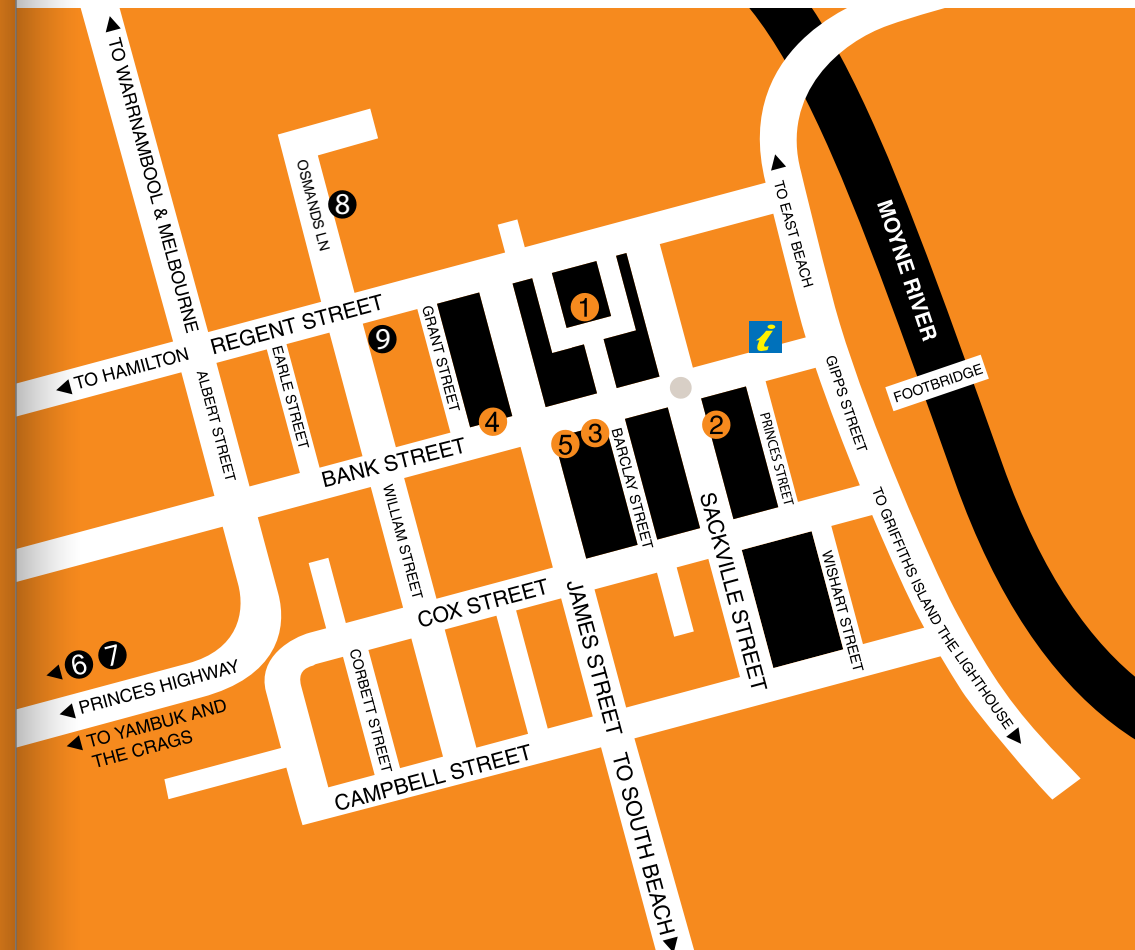 TO WARRNAMBOOL & MELBOURNE
OSMANDS LN
8
TO EAST BEACH
MOYNE RIVER
REGENT STREET
1
i
9
GRANT STREET
TO HAMILTON
EARLE STREET
ALBERT STREET
GIPPS STREET
FOOTBRIDGE
4
5
3
2
BARCLAY STREET
PRINCES STREET
BANK STREET
WILLIAM STREET
SACKVILLE STREET
TO GRIFFITHS ISLAND THE LIGHTHOUSE
WISHART STREET
COX STREET
JAMES STREET
6 7
PRINCES HIGHWAY
TO YAMBUK AND
THE CRAGS
CORBETT STREET
CAMPBELL STREET
TO SOUTH BEACH